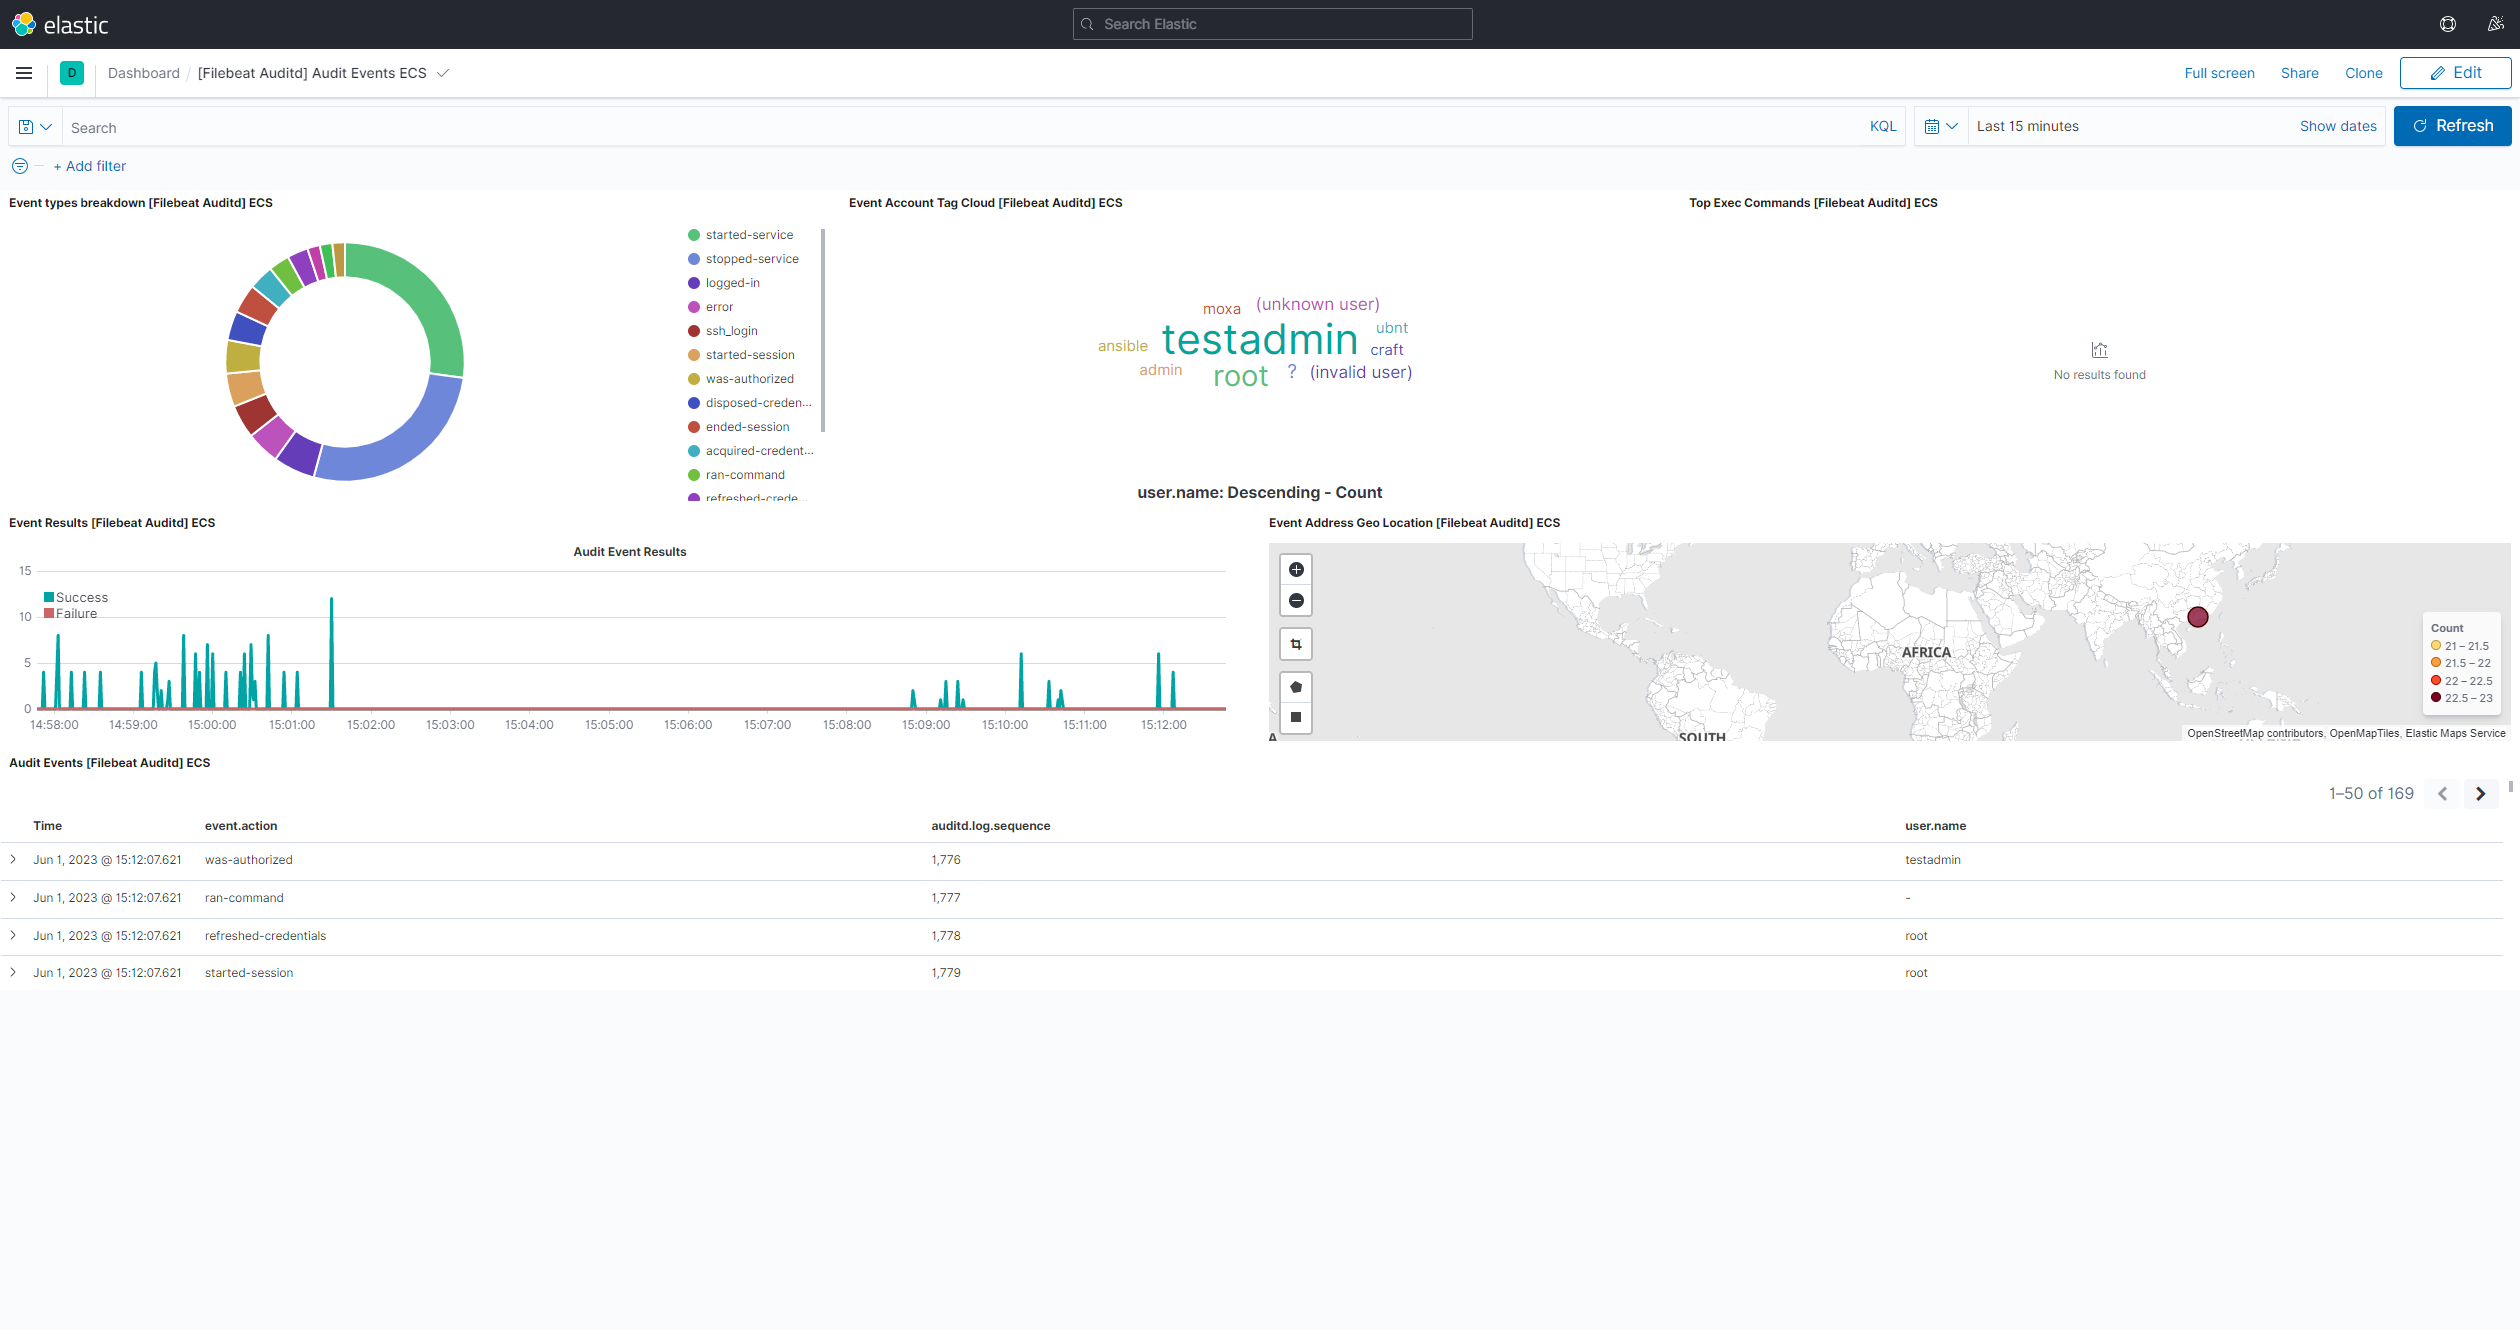 elastic
Search Elastic
D
Dashboard / [Filebeat Auditd] Audit Events ECS
Full screen
Share
Clone
Edit
Search
KQL
Last 15 minutes
Show dates
Refresh
+ Add filter
Event types breakdown [Filebeat Auditd] ECS
started-service
stopped-service
logged-in
error
ssh_login
started-session
was-authorized
disposed-creden...
ended-session
acquired-credent...
ran-command
refreshed-crede...
Event Account Tag Cloud [Filebeat Auditd] ECS
moxa
(unknown user)
testadmin
ubnt
ansible
craft
admin
root
?
(invalid user)
user.name: Descending - Count
Top Exec Commands [Filebeat Auditd] ECS
No results found
Event Results [Filebeat Auditd] ECS
Audit Event Results
15
10
5
0
Success
Failure
14:58:00 14:59:00 15:00:00 15:01:00 15:02:00 15:03:00 15:04:00 15:05:00 15:06:00 15:07:00 15:08:00 15:09:00 15:10:00 15:11:00 15:12:00
Event Address Geo Location [Filebeat Auditd] ECS
AFRICA
SOUTH
A
Count
21 – 21.5
21.5 – 22
22 – 22.5
22.5 – 23
OpenStreetMap contributors, OpenMapTiles, Elastic Maps Service
Audit Events [Filebeat Auditd] ECS
1–50 of 169
Time event.action auditd.log.sequence user.name
Jun 1, 2023 @ 15:12:07.621 was-authorized 1,776 testadmin
Jun 1, 2023 @ 15:12:07.621 ran-command 1,777 -
Jun 1, 2023 @ 15:12:07.621 refreshed-credentials 1,778 root
Jun 1, 2023 @ 15:12:07.621 started-session 1,779 root